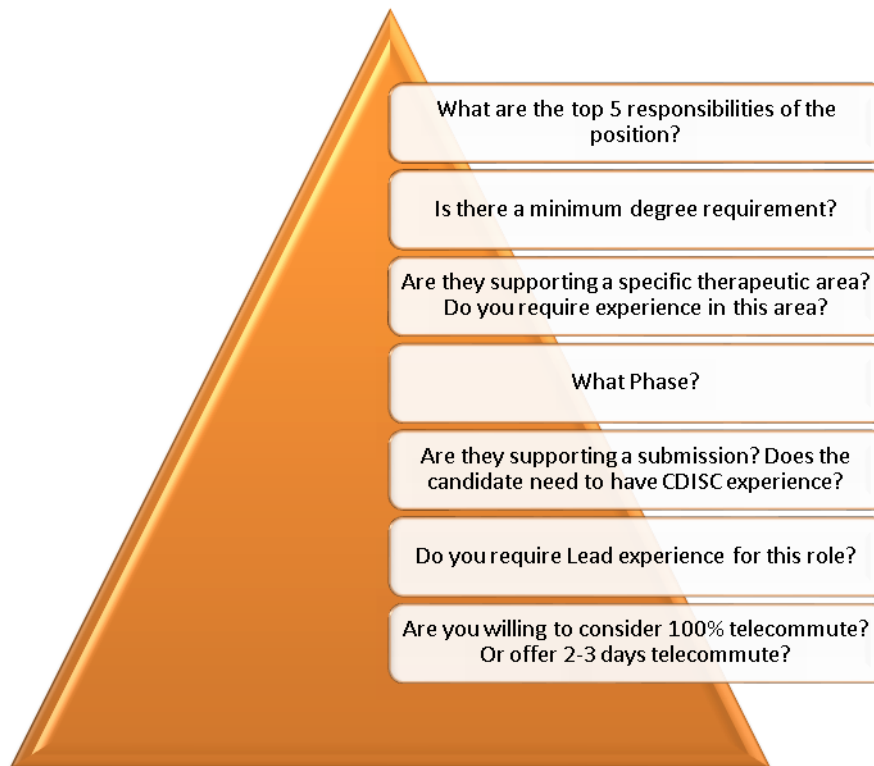 What are the top 5 responsibilities of the
position?
Is there a minimum degree requirement?
Are they supporting a specific therapeutic area?
Do you require experience in this area?
What Phase?
Are they supporting a submission? Does the
candidate need to have CDISC experience?
Do you require Lead experience for this role?
Are you willing to consider 100% telecommute?
Or offer 2-3 days telecommute?